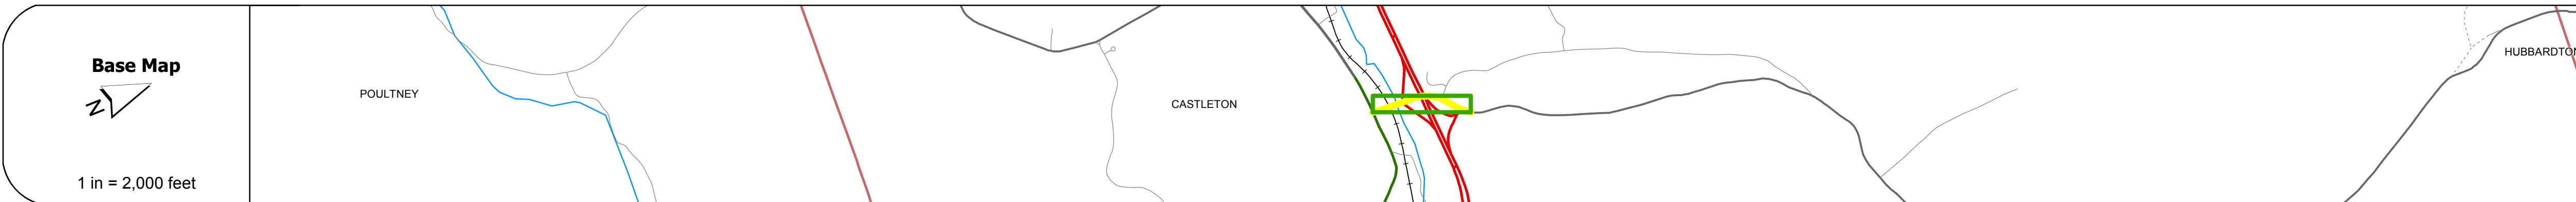 Base Map
N
1 in = 2,000 feet
POULTNEY
CASTLETON